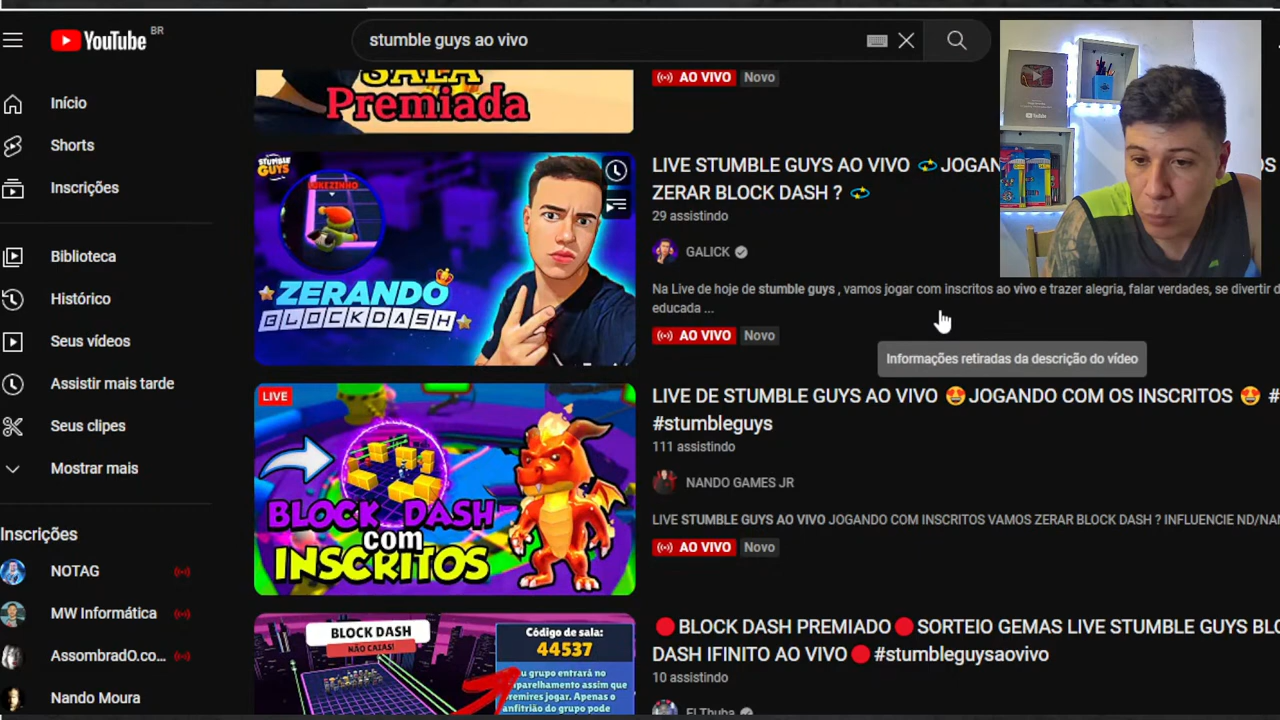 YouTube BR
stumble guys ao vivo
Início
Shorts
Inscrições
Biblioteca
Histórico
Seus vídeos
Assistir mais tarde
Seus clipes
Mostrar mais
Inscrições
NOTAG
MW Informática
AssombradO.co...
Nando Moura
SALA
Premiada
AO VIVO Novo
STUMBLE
GUYS
LUKEZINHO
ZERANDO
BLOCKDASH
LIVE STUMBLE GUYS AO VIVO JOGAN
ZERAR BLOCK DASH ?
29 assistindo
GALICK
Na Live de hoje de stumble guys , vamos jogar com inscritos ao vivo e trazer alegria, falar verdades, se divertir d
educada ...
AO VIVO Novo
Informações retiradas da descrição do vídeo
LIVE
BLOCK DASH
com
INSCRITOS
LIVE DE STUMBLE GUYS AO VIVO 😍JOGANDO COM OS INSCRITOS 😍 #
#stumbleguys
111 assistindo
NANDO GAMES JR
LIVE STUMBLE GUYS AO VIVO JOGANDO COM INSCRITOS VAMOS ZERAR BLOCK DASH ? INFLUENCIE ND/NAN
AO VIVO Novo
BLOCK DASH
NÃO CAIAS!
Código de sala:
44537
u grupo entrará no
mparelhamento assim que
premires jogar. Apenas o
anfitrião do grupo pode
🔴BLOCK DASH PREMIADO🔴SORTEIO GEMAS LIVE STUMBLE GUYS BLO
DASH IFINITO AO VIVO🔴#stumbleguysaovivo
10 assistindo
El Thuba
YouTube